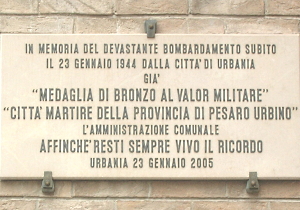 IN MEMORIA DEL DEVASTANTE BOMBARDAMENTO SUBITO
IL 23 GENNAIO 1944 DALLA CITTA' DI URBANIA
GIA'
"MEDAGLIA DI BRONZO AL VALOR MILITARE"
"CITTA' MARTIRE DELLA PROVINCIA DI PESARO URBINO"
L'AMMINISTRAZIONE COMUNALE
AFFINCHE' RESTI SEMPRE VIVO IL RICORDO
URBANIA 23 GENNAIO 2005